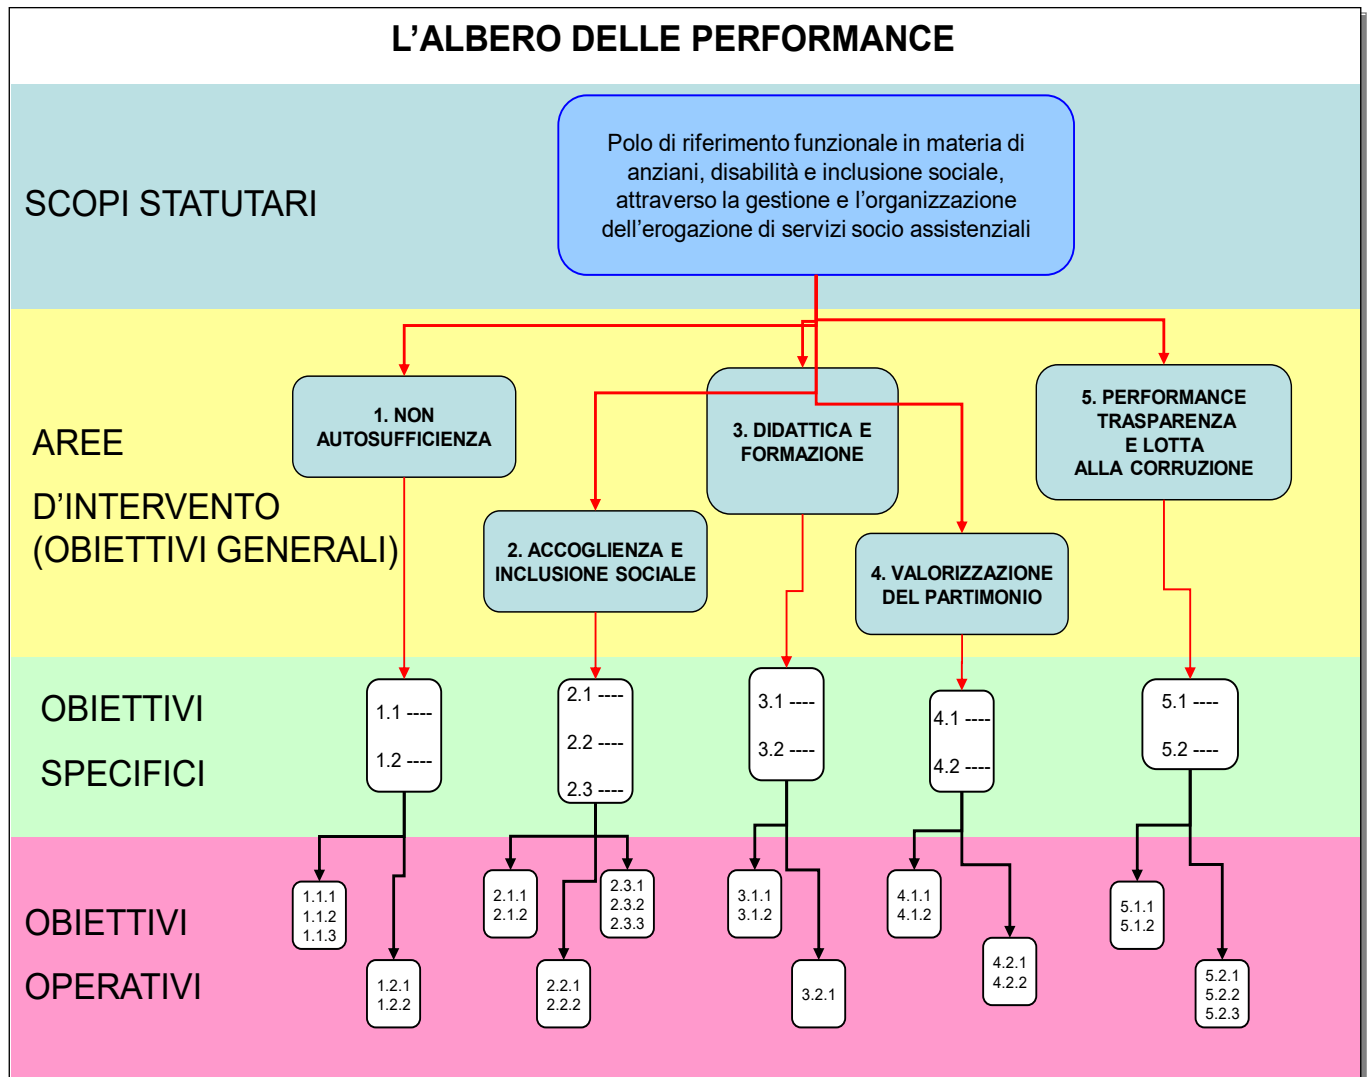 L'ALBERO DELLE PERFORMANCE
SCOPI STATUTARI
Polo di riferimento funzionale in materia di
anziani, disabilità e inclusione sociale,
attraverso la gestione e l'organizzazione
dell'erogazione di servizi socio assistenziali
AREE
D'INTERVENTO
(OBIETTIVI GENERALI)
1. NON
AUTOSUFFICIENZA
2. ACCOGLIENZA E
INCLUSIONE SOCIALE
3. DIDATTICA E
FORMAZIONE
4. VALORIZZAZIONE
DEL PARTIMONIO
5. PERFORMANCE
TRASPARENZA
E LOTTA
ALLA CORRUZIONE
OBIETTIVI
SPECIFICI
1.1 ----
1.2 ----
2.1 ----
2.2 ----
2.3 ----
3.1 ----
3.2 ----
4.1 ----
4.2 ----
5.1 ----
5.2 ----
OBIETTIVI
OPERATIVI
1.1.1
1.1.2
1.1.3
1.2.1
1.2.2
2.1.1
2.1.2
2.2.1
2.2.2
2.3.1
2.3.2
2.3.3
3.1.1
3.1.2
3.2.1
4.1.1
4.1.2
4.2.1
4.2.2
5.1.1
5.1.2
5.2.1
5.2.2
5.2.3